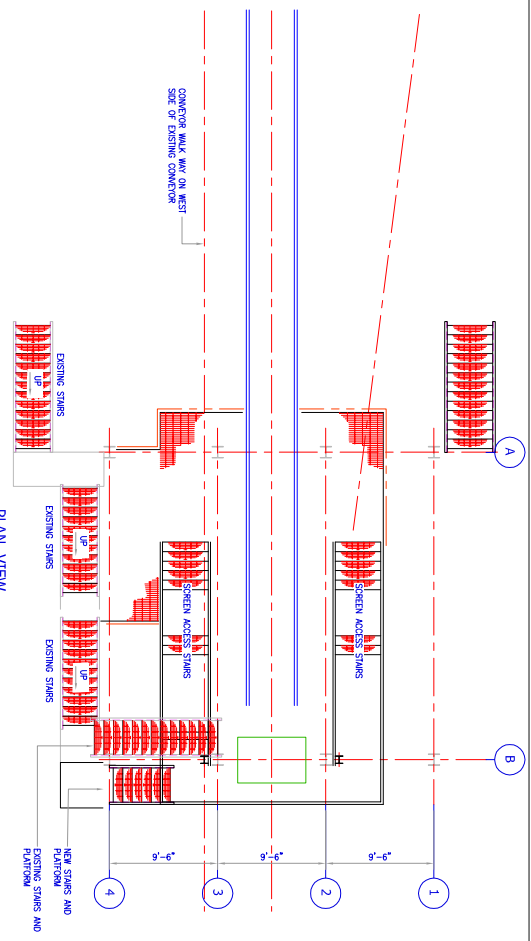 CONVEYOR WALK WAY ON WEST
SIDE OF EXISTING CONVEYOR
A
EXISTING STAIRS
UP
EXISTING STAIRS
UP
EXISTING STAIRS
UP
SCREEN ACCESS STAIRS
SCREEN ACCESS STAIRS
PLAN VIEW
B
9'-6"
9'-6"
9'-6"
4
3
2
1
NEW STAIRS AND
PLATFORM
EXISTING STAIRS AND
PLATFORM